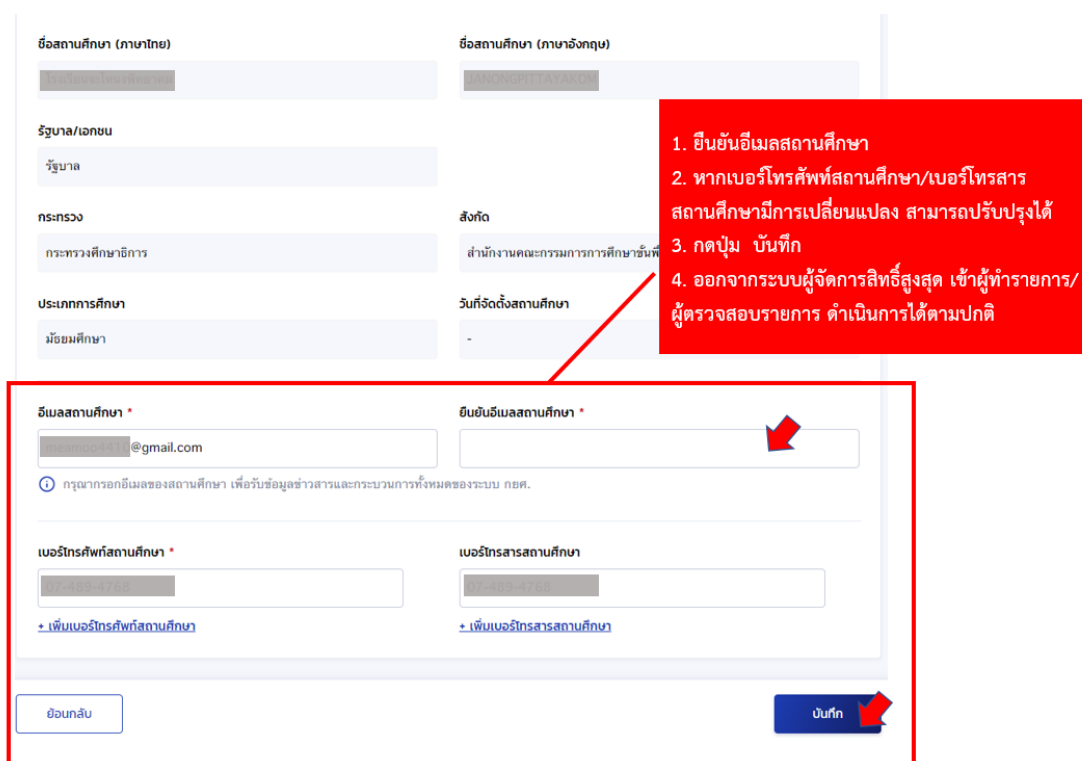 ชื่อสถานศึกษา (ภาษาไทย)
ชื่อสถานศึกษา (ภาษาอังกฤษ)
JANONGPITTAYAKOM
รัฐบาล/เอกชน
รัฐบาล
กระทรวง
สังกัด
กระทรวงศึกษาธิการ
สำนักงานคณะกรรมการการศึกษาขั้นพื
ประเภทการศึกษา
วันที่จัดตั้งสถานศึกษา
มัธยมศึกษา
-
1. ยืนยันอีเมลสถานศึกษา
2. หากเบอร์โทรศัพท์สถานศึกษา/เบอร์โทรสาร
สถานศึกษามีการเปลี่ยนแปลง สามารถปรับปรุงได้
3. กดปุ่ม บันทึก
4. ออกจากระบบผู้จัดการสิทธิ์สูงสุด เข้าผู้ทำรายการ/
ผู้ตรวจสอบรายการ ดำเนินการได้ตามปกติ
อีเมลสถานศึกษา *
ยืนยันอีเมลสถานศึกษา *
@gmail.com
กรุณากรอกอีเมลของสถานศึกษา เพื่อรับข้อมูลข่าวสารและกระบวนการทั้งหมดของระบบ กยศ.
เบอร์โทรศัพท์สถานศึกษา *
เบอร์โทรสารสถานศึกษา
07-489-4768
07-489-4768
+ เพิ่มเบอร์โทรศัพท์สถานศึกษา
+ เพิ่มเบอร์โทรสารสถานศึกษา
ย้อนกลับ
บันทึก